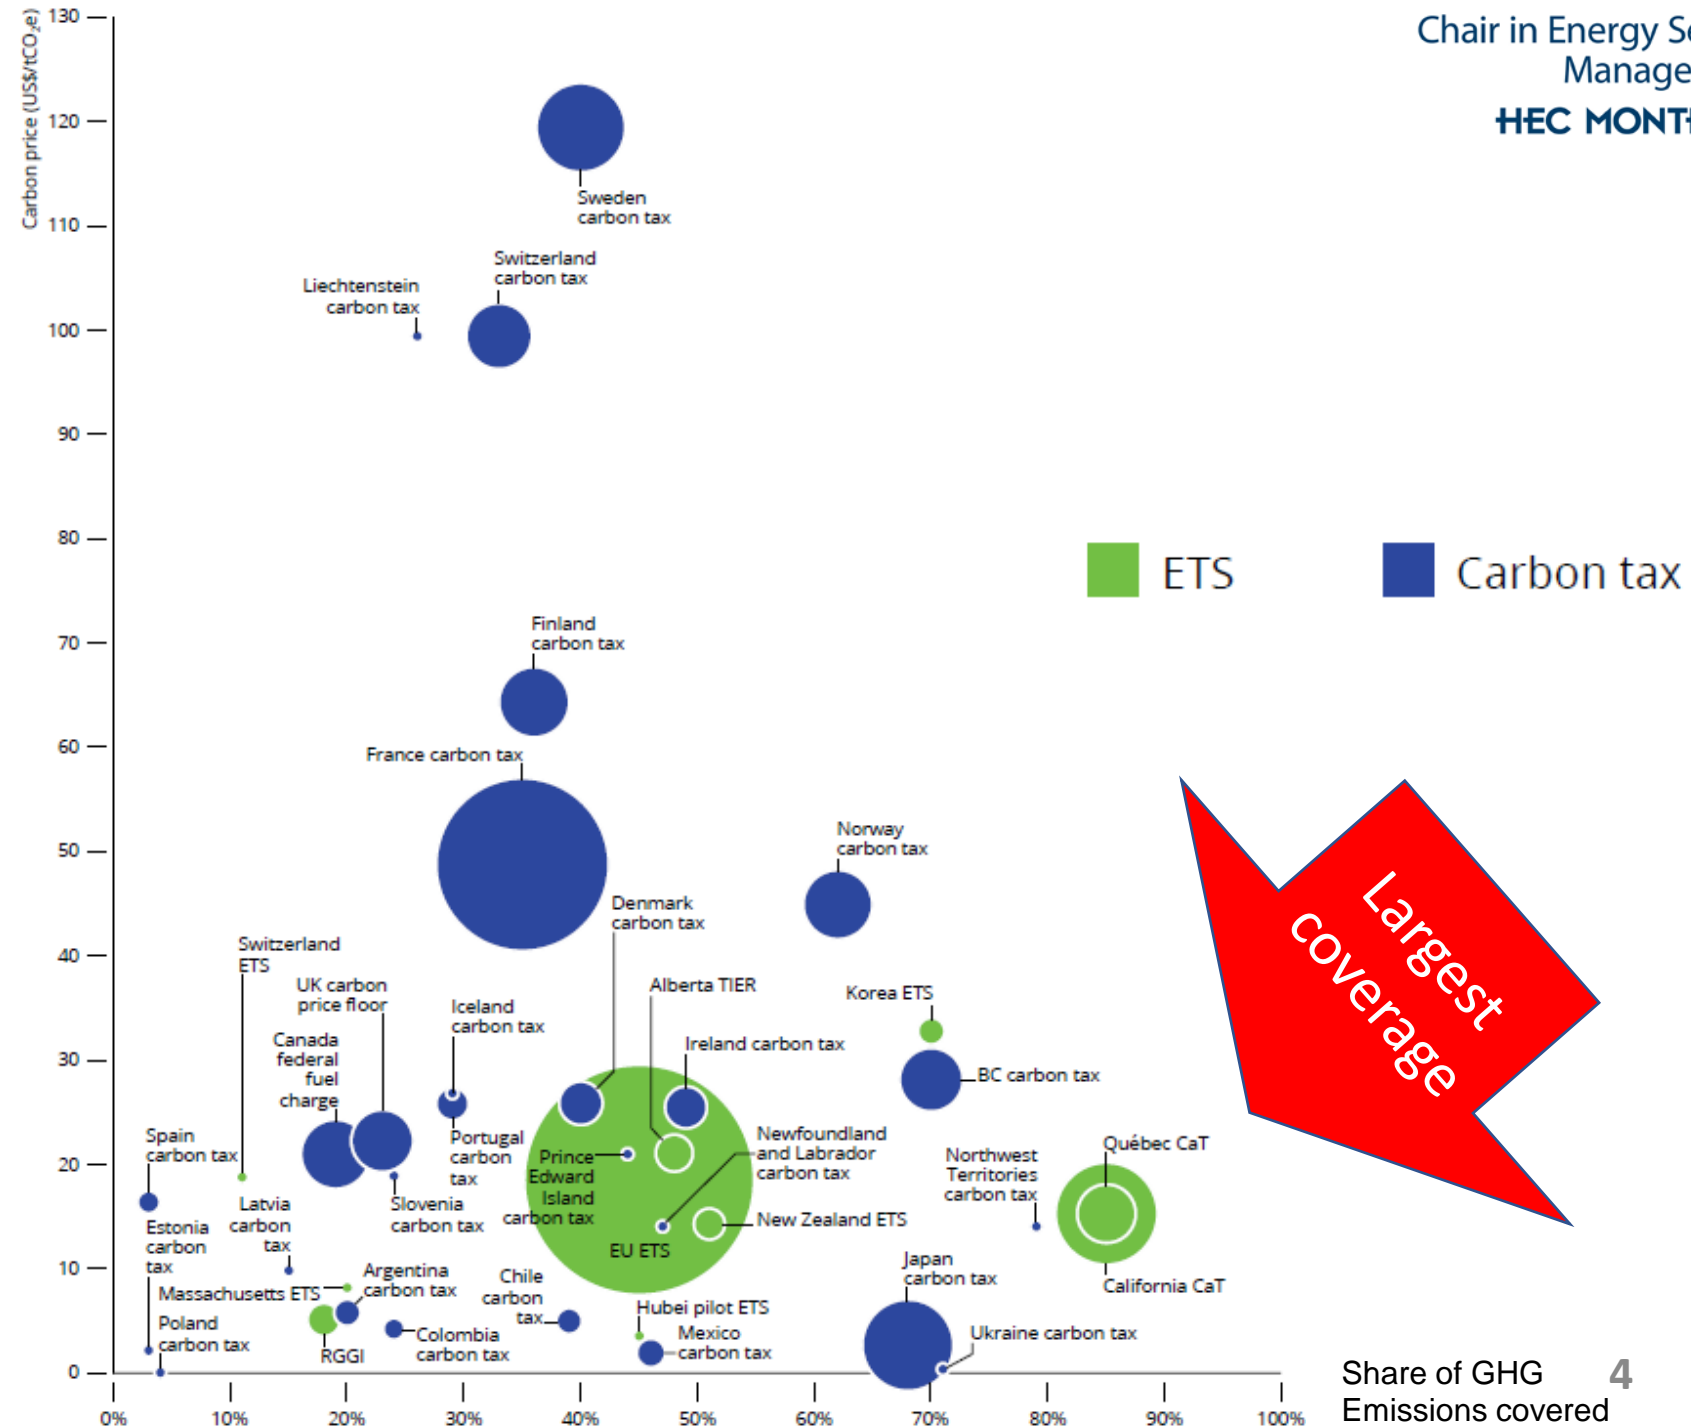 Carbon price (US$/tCO₂e)
130
120
110
100
90
80
70
60
50
40
30
20
10
0
0%
10%
20%
30%
40%
50%
60%
70%
80%
90%
100%
Chair in Energy
Sweden
carbon tax
Switzerland
carbon tax
Liechtenstein
carbon tax
ETS
Carbon tax
Finland
carbon tax
France carbon tax
Norway
carbon tax
Denmark
carbon tax
Largest
coverage
Switzerland
ETS
UK carbon
price floor
Iceland
carbon tax
Alberta TIER
Korea ETS
Canada
federal
fuel
charge
Ireland carbon tax
BC carbon tax
Spain
carbon tax
Portugal
carbon
tax
Prince
Edward
Island
carbon tax
Newfoundland
and Labrador
carbon tax
Northwest
Territories
carbon tax
Québec CaT
Latvia
carbon
tax
Slovenia
carbon tax
Estonia
carbon
tax
New Zealand ETS
EU ETS
Japan
carbon tax
California CaT
Massachusetts ETS
Argentina
carbon tax
Chile
carbon
tax
Hubei pilot ETS
Poland
carbon tax
RGGI
Colombia
carbon tax
Mexico
carbon tax
Ukraine carbon tax
Share of GHG
Emissions covered
4
HEC